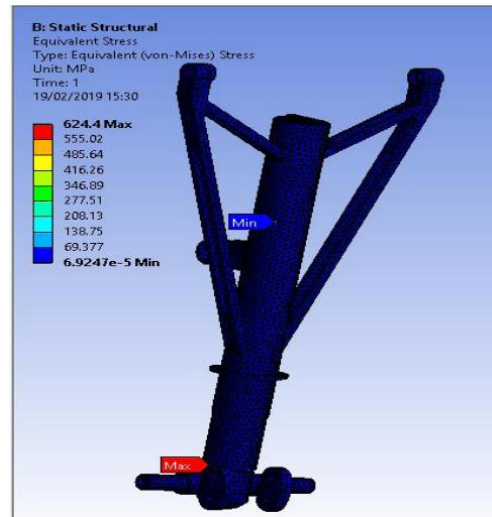 B: Static Structural
Equivalent Stress
Type: Equivalent (von-Mises) Stress
Unit: MPa
Time: 1
19/02/2019 15:30
624.4 Max
555.02
485.64
416.26
346.89
277.51
208.13
138.75
69.377
6.9247e-5 Min
Min
Max